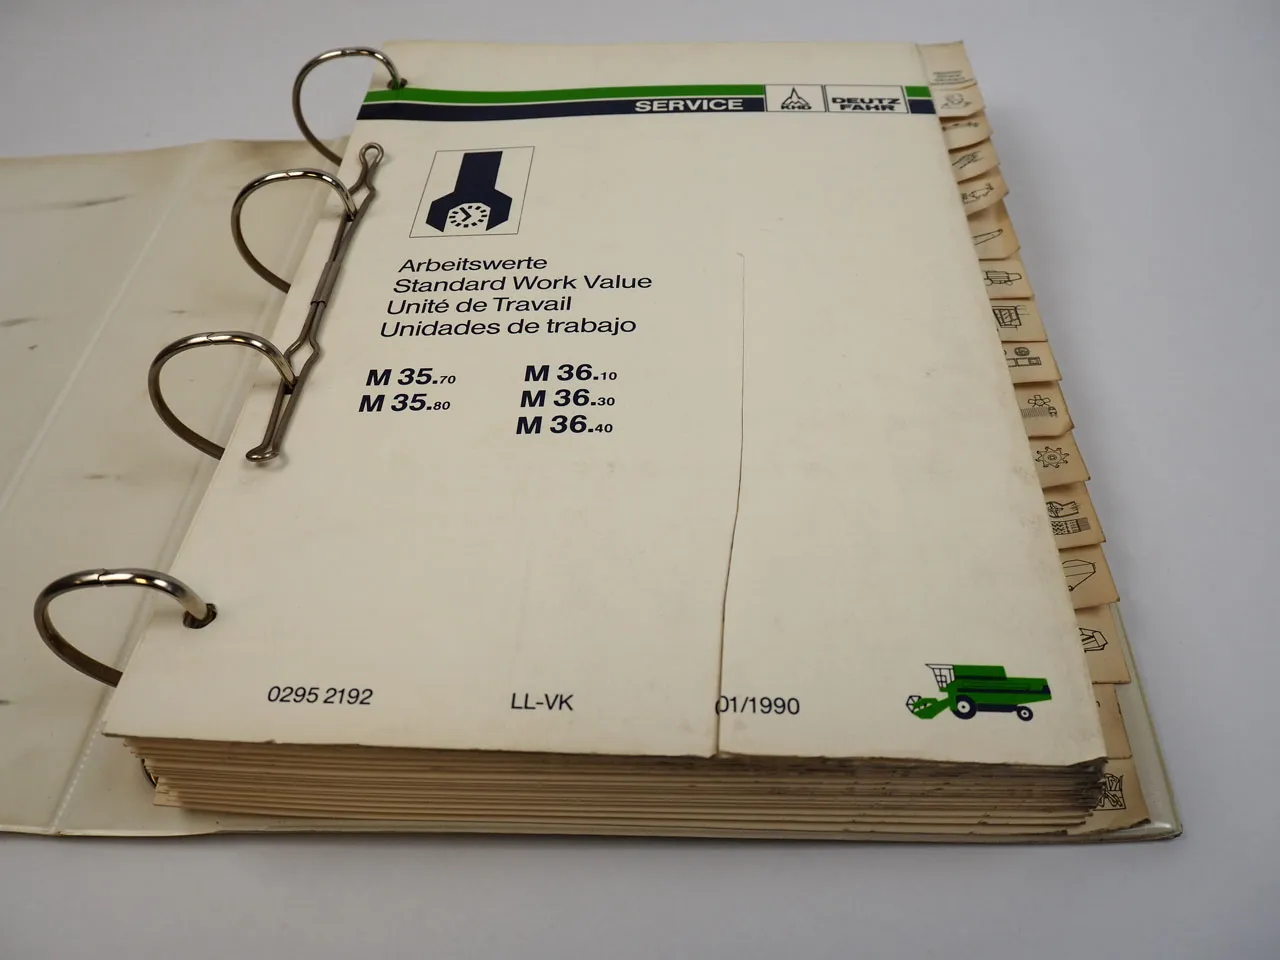 SERVICE
KHD
DEUTZ
FAHR
Arbeitswerte
Standard Work Value
Unité de Travail
Unidades de trabajo
M 35.70
M 36.10
M 35.80
M 36.30
M 36.40
0295 2192
LL-VK
01/1990